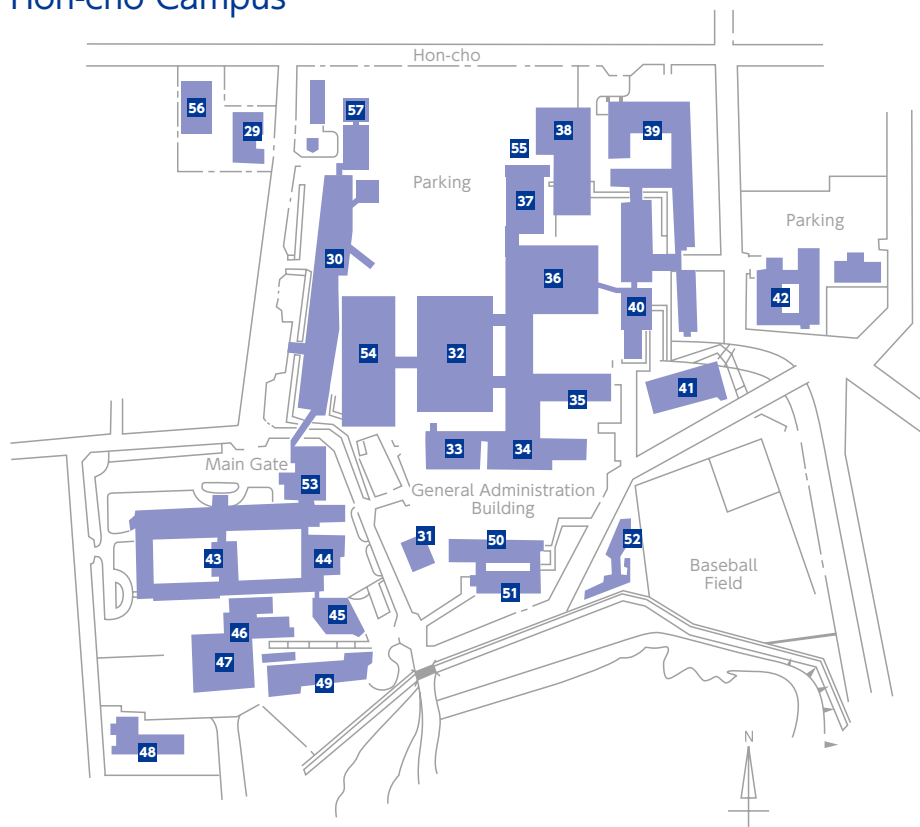 Hon-cho Campus
Hon-cho
56
57
29
38
39
55
Parking
37
Parking
30
36
42
40
54
32
41
35
33
34
Main Gate
53
General Administration
Building
31
50
52
43
44
Baseball
Field
51
45
46
47
49
48
N